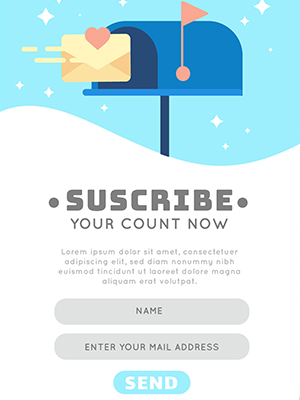 •SUSCRIBE•
YOUR COUNT NOW
Lorem ipsum dolor sit amet, consectetuer
adipiscing elit, sed diam nonummy
nibh euismod tincidunt ut laoreet dolore
magna aliquam erat volutpat.
NAME
ENTER YOUR MAIL ADDRESS
SEND